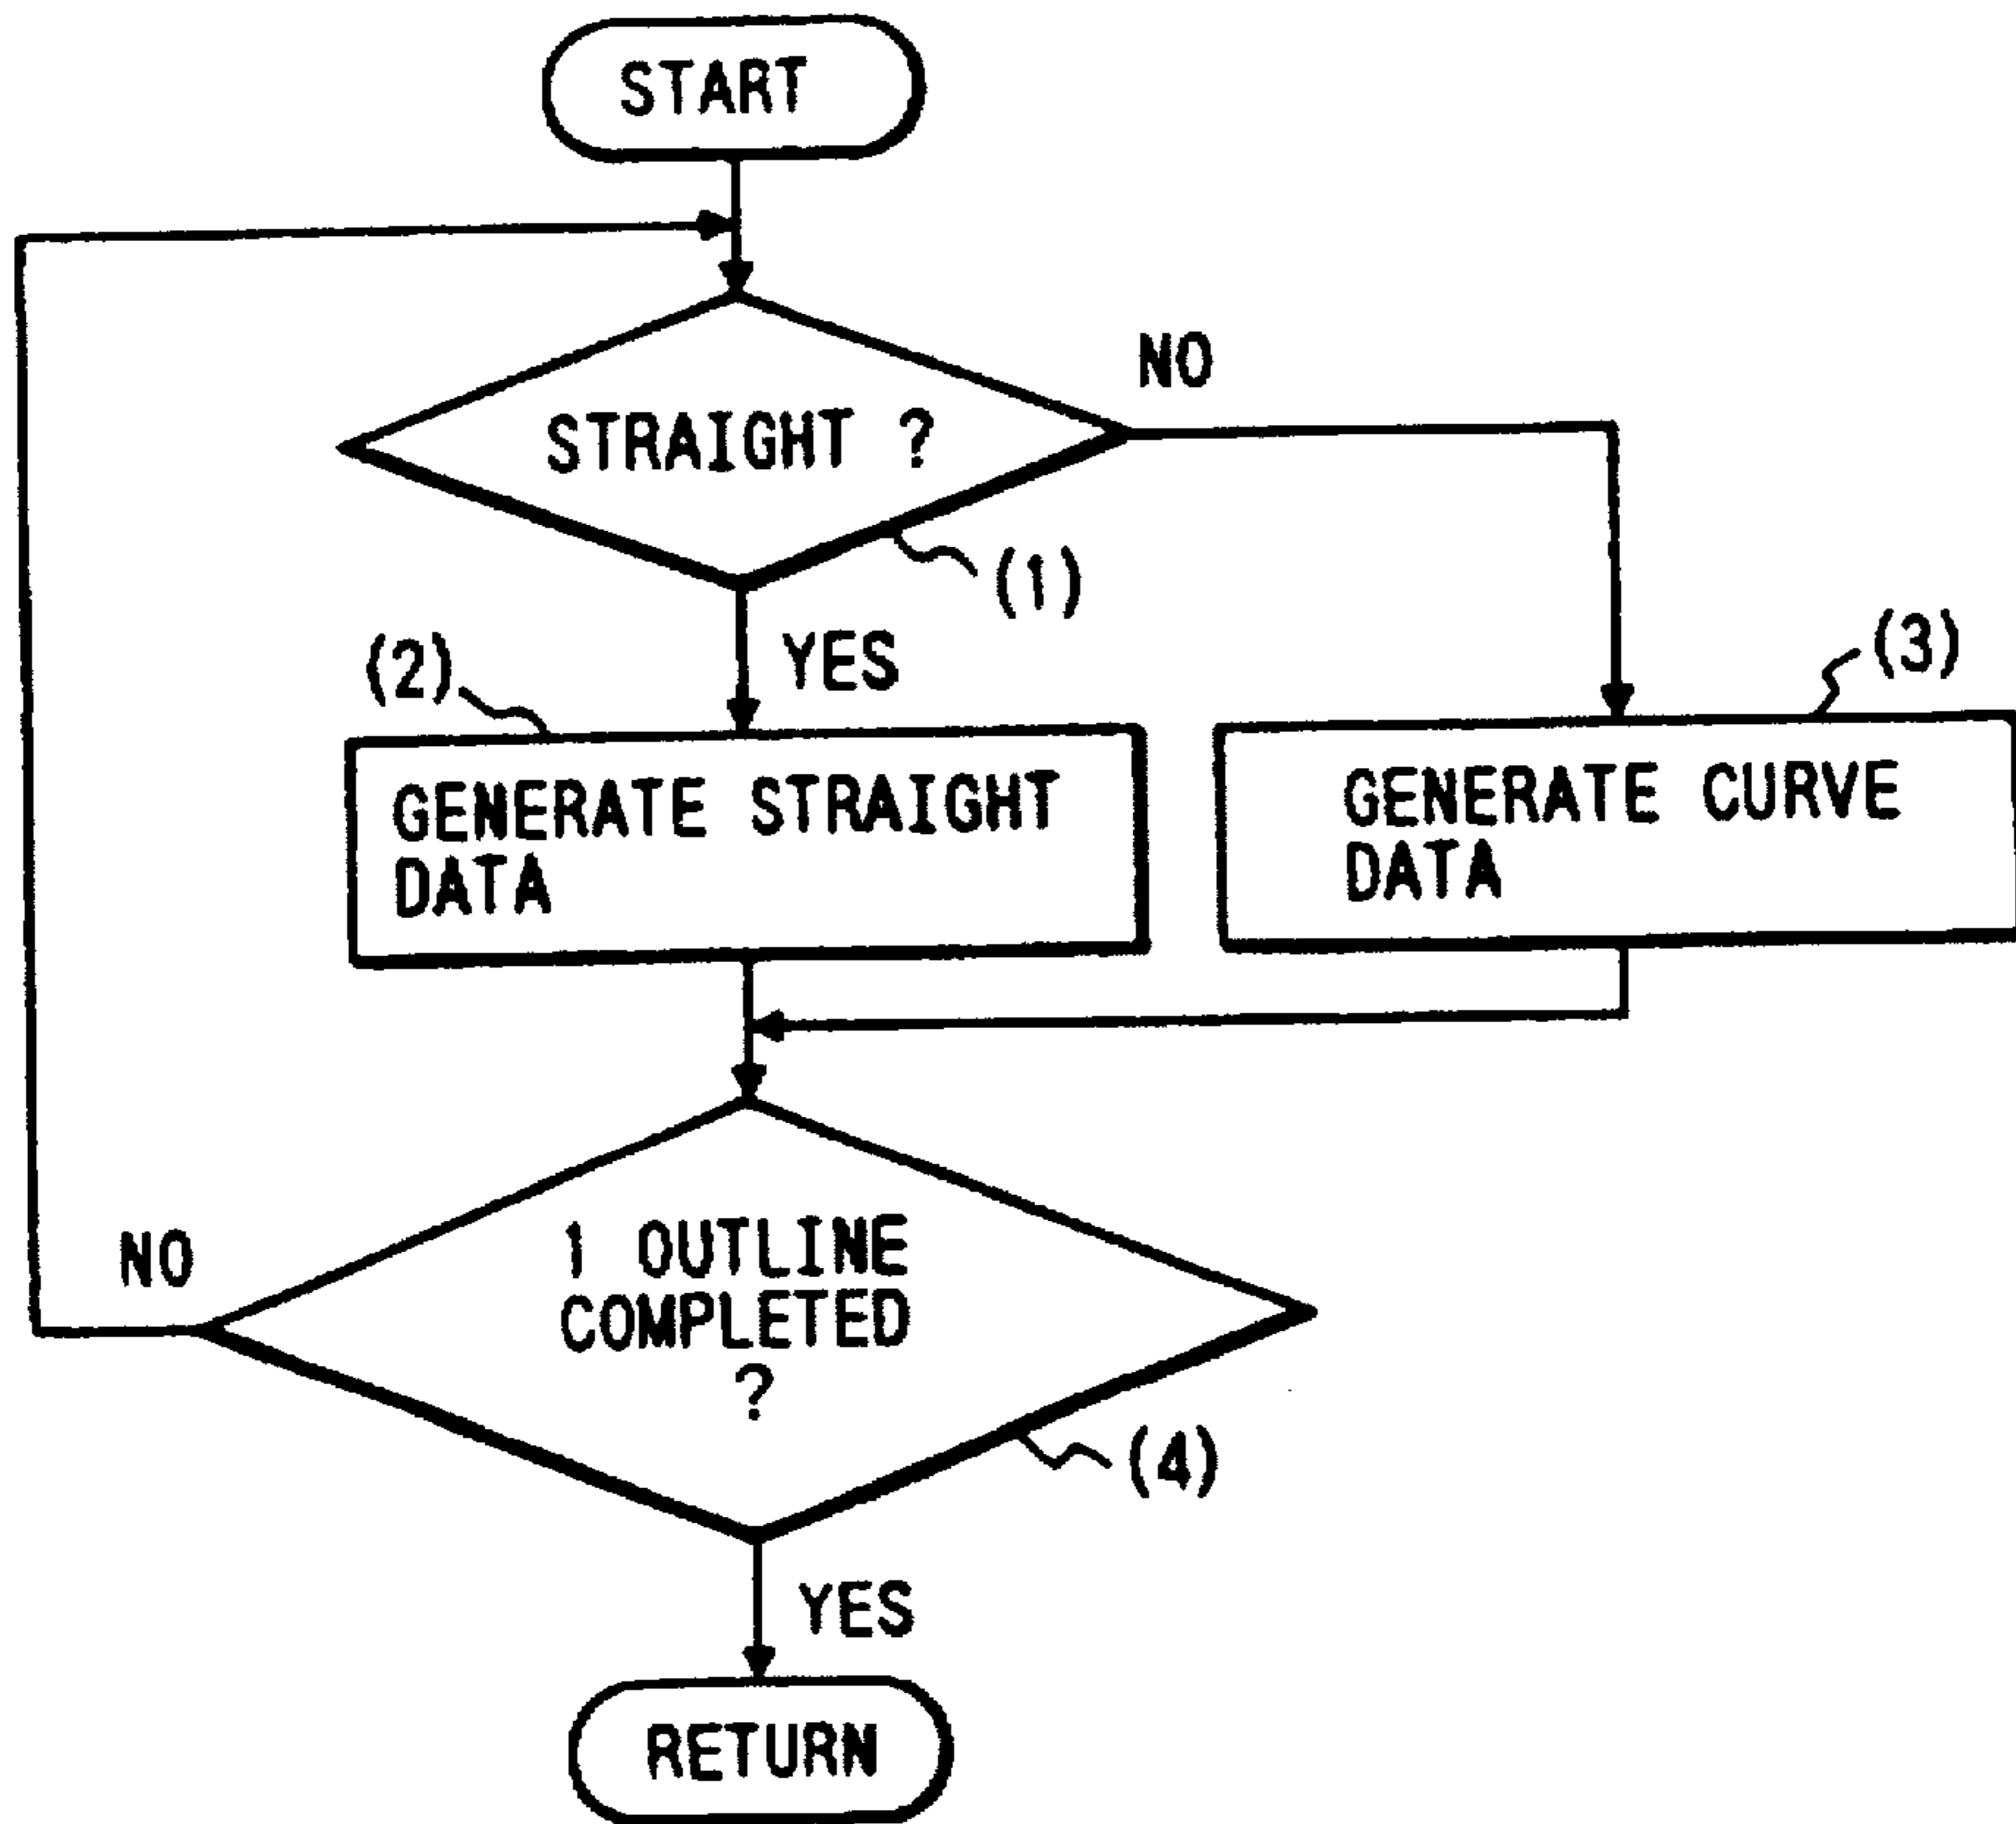 START
STRAIGHT ?
NO
(1)
YES
(2)
(3)
GENERATE STRAIGHT
DATA
GENERATE CURVE
DATA
1 OUTLINE
COMPLETED
?
NO
(4)
YES
RETURN